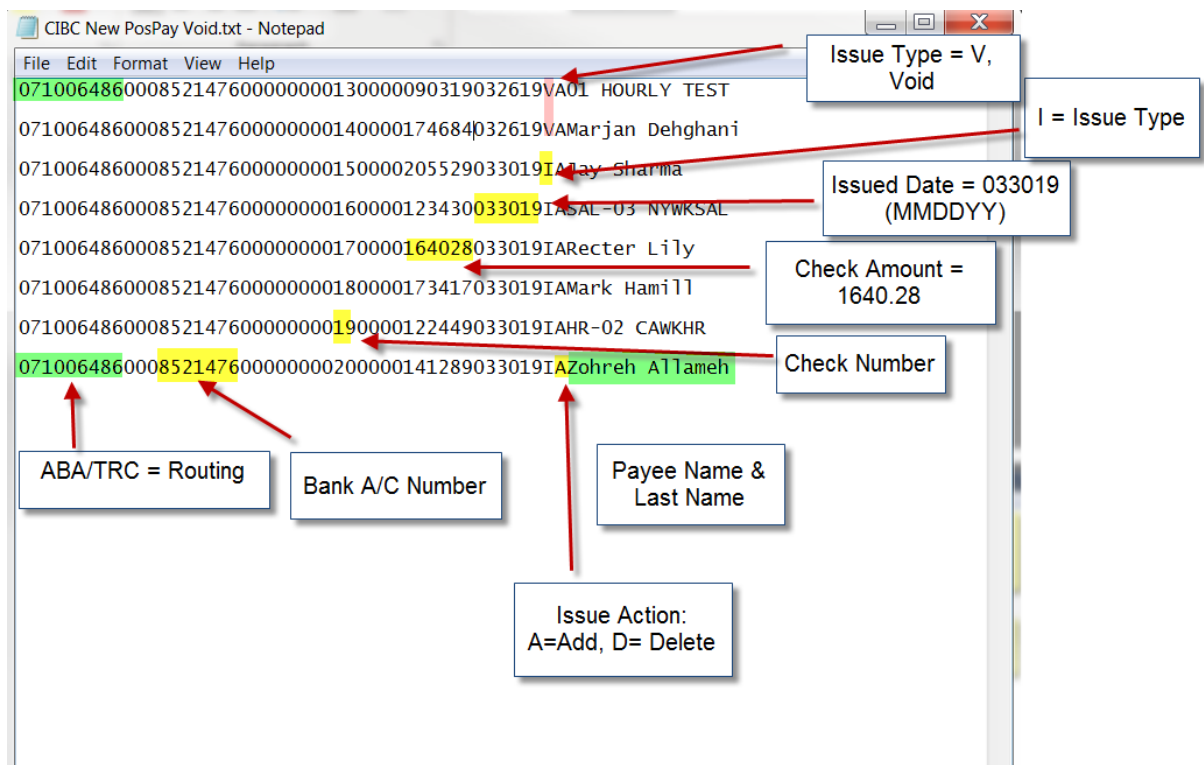 CIBC New PosPay Void.txt - Notepad
File Edit Format View Help
071006486000852147600000000130000090319032619VA01 HOURLY TEST
071006486000852147600000000140000174684032619VAMarjan Dehghani
071006486000852147600000000150000205529033019IAJay Sharma
071006486000852147600000000160000123430033019IASAL-03 NYWKSAL
071006486000852147600000000170000164028033019IARecter Lily
071006486000852147600000000180000173417033019IAMark Hamill
071006486000852147600000000190000122449033019IAHR-02 CAWKHR
071006486000852147600000000200000141289033019IAZohreh Allameh
Issue Type = V,
Void
I = Issue Type
Issued Date = 033019
(MMDDYY)
Check Amount =
1640.28
Check Number
ABA/TRC = Routing
Bank A/C Number
Payee Name &
Last Name
Issue Action:
A=Add, D= Delete